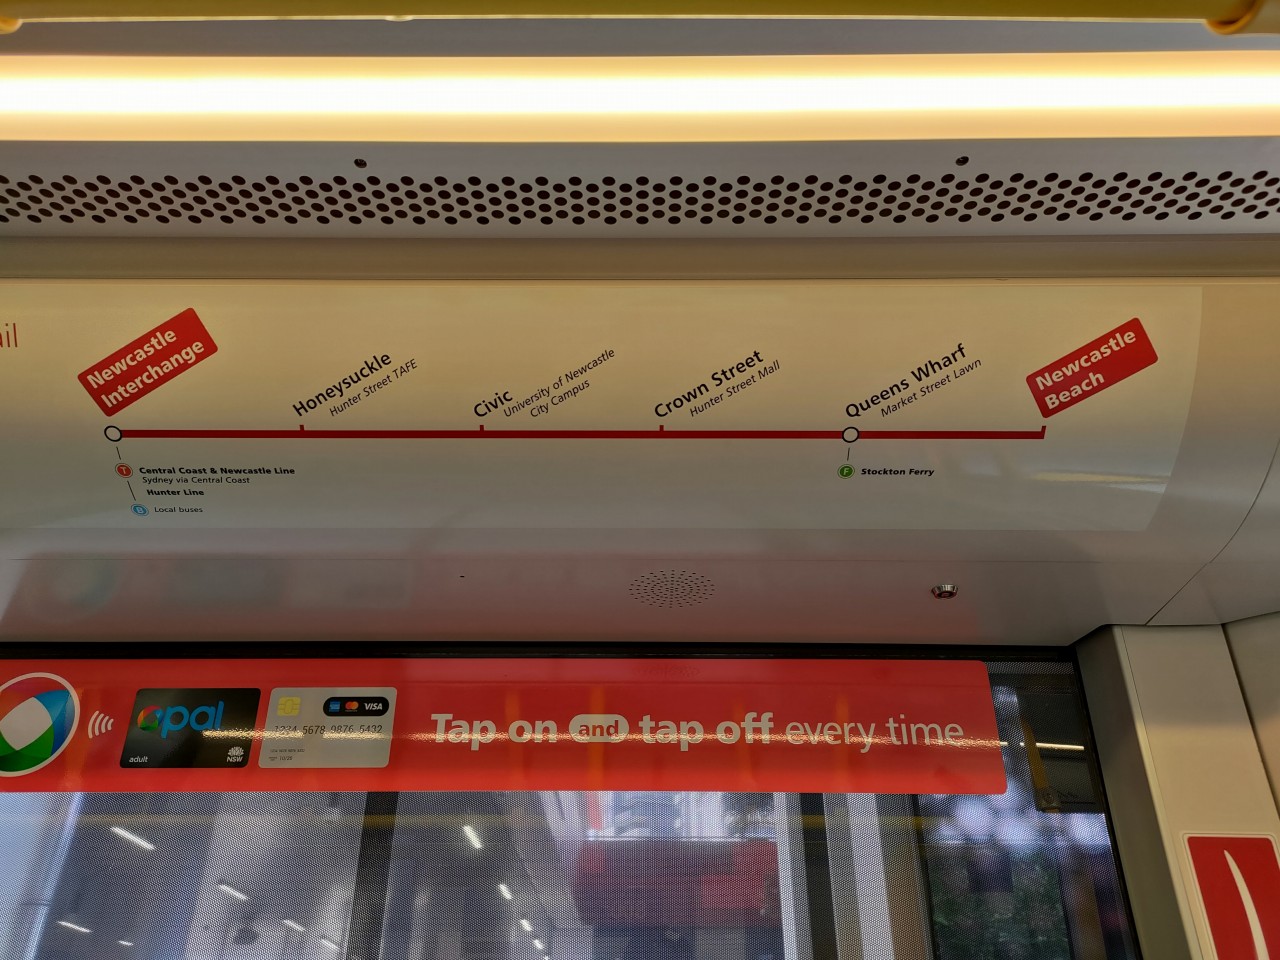 Newcastle
Interchange
Honeysuckle
Hunter Street TAFE
Civic
University of Newcastle
City Campus
Crown Street
Hunter Street Mall
Queens Wharf
Market Street Lawn
Newcastle
Beach
T Central Coast & Newcastle Line
Sydney via Central Coast
Hunter Line
B Local buses
F Stockton Ferry
opal
adult
NSW
VISA
1234 5678 9876 5432
Tap on and tap off every time